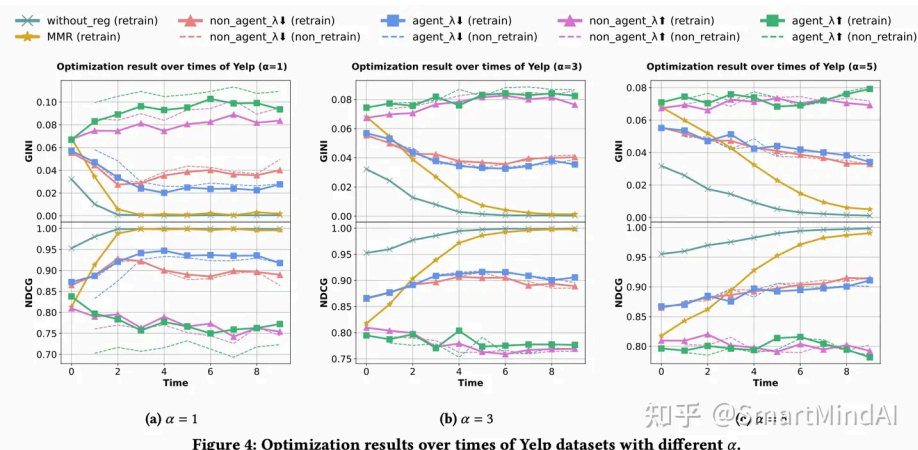 without_reg (retrain) non_agent_λ⬇ (retrain) agent_λ⬇ (retrain) non_agent_λ⬆ (retrain) agent_λ⬆ (retrain)
MMR (retrain) non_agent_λ⬇ (non_retrain) agent_λ⬇ (non_retrain) non_agent_λ⬆ (non_retrain) agent_λ⬆ (non_retrain)
Optimization result over times of Yelp (α=1) Optimization result over times of Yelp (α=3) Optimization result over times of Yelp (α=5)
0.10
0.08
0.06
0.04
0.02
0.00
GINI
1.00
0.95
0.90
0.85
0.80
0.75
0.70
NDCG
0 2 4 6 8
Time
0.08
0.06
0.04
0.02
0.00
GINI
1.00
0.95
0.90
0.85
0.80
0.75
NDCG
0 2 4 6 8
Time
0.08
0.06
0.04
0.02
0.00
GINI
1.00
0.95
0.90
0.85
0.80
NDCG
0 2 4 6 8
Time
(a) α = 1 (b) α = 3 (c) α =
知乎 @SmartMindAI
Figure 4: Optimization results over times of Yelp datasets with different α.